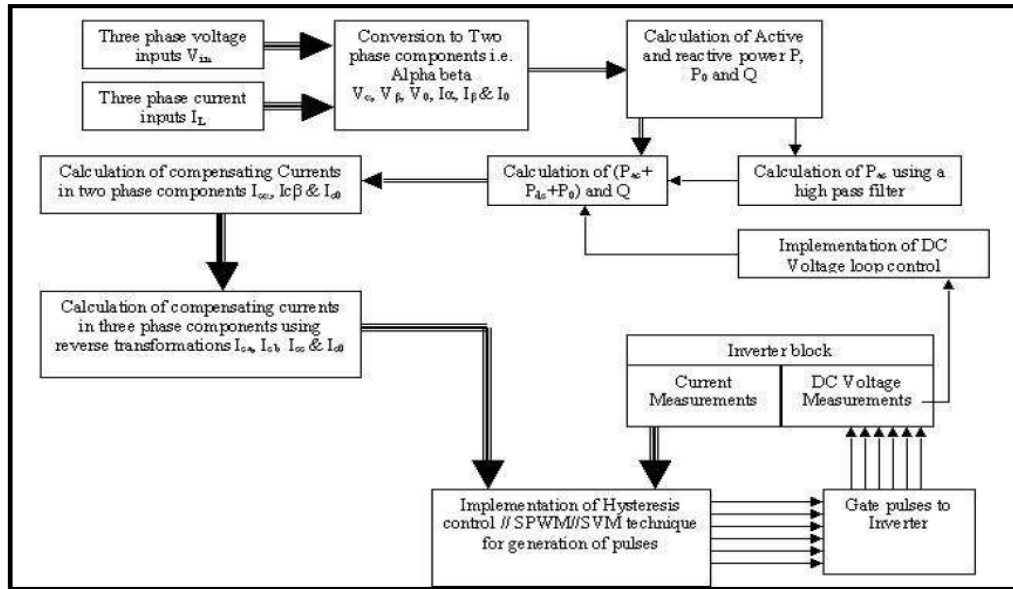 Three phase voltage
inputs Vin
Three phase current
inputs IL
Conversion to Two
phase components i.e.
Alpha beta
Vα, Vβ, V0, Iα, Iβ & I0
Calculation of Active
and reactive power P,
P0 and Q
Calculation of compensating Currents
in two phase components Icα, Icβ & Ic0
Calculation of (Pac+
Pdc+P0) and Q
Calculation of Pac using a
high pass filter
Implementation of DC
Voltage loop control
Calculation of compensating currents
in three phase components using
reverse transformations Ica, Icb, Icc & Ic0
Inverter block
Current
Measurements
DC Voltage
Measurements
Implementation of Hysteresis
control // SPWM//SVM technique
for generation of pulses
Gate pulses to
Inverter